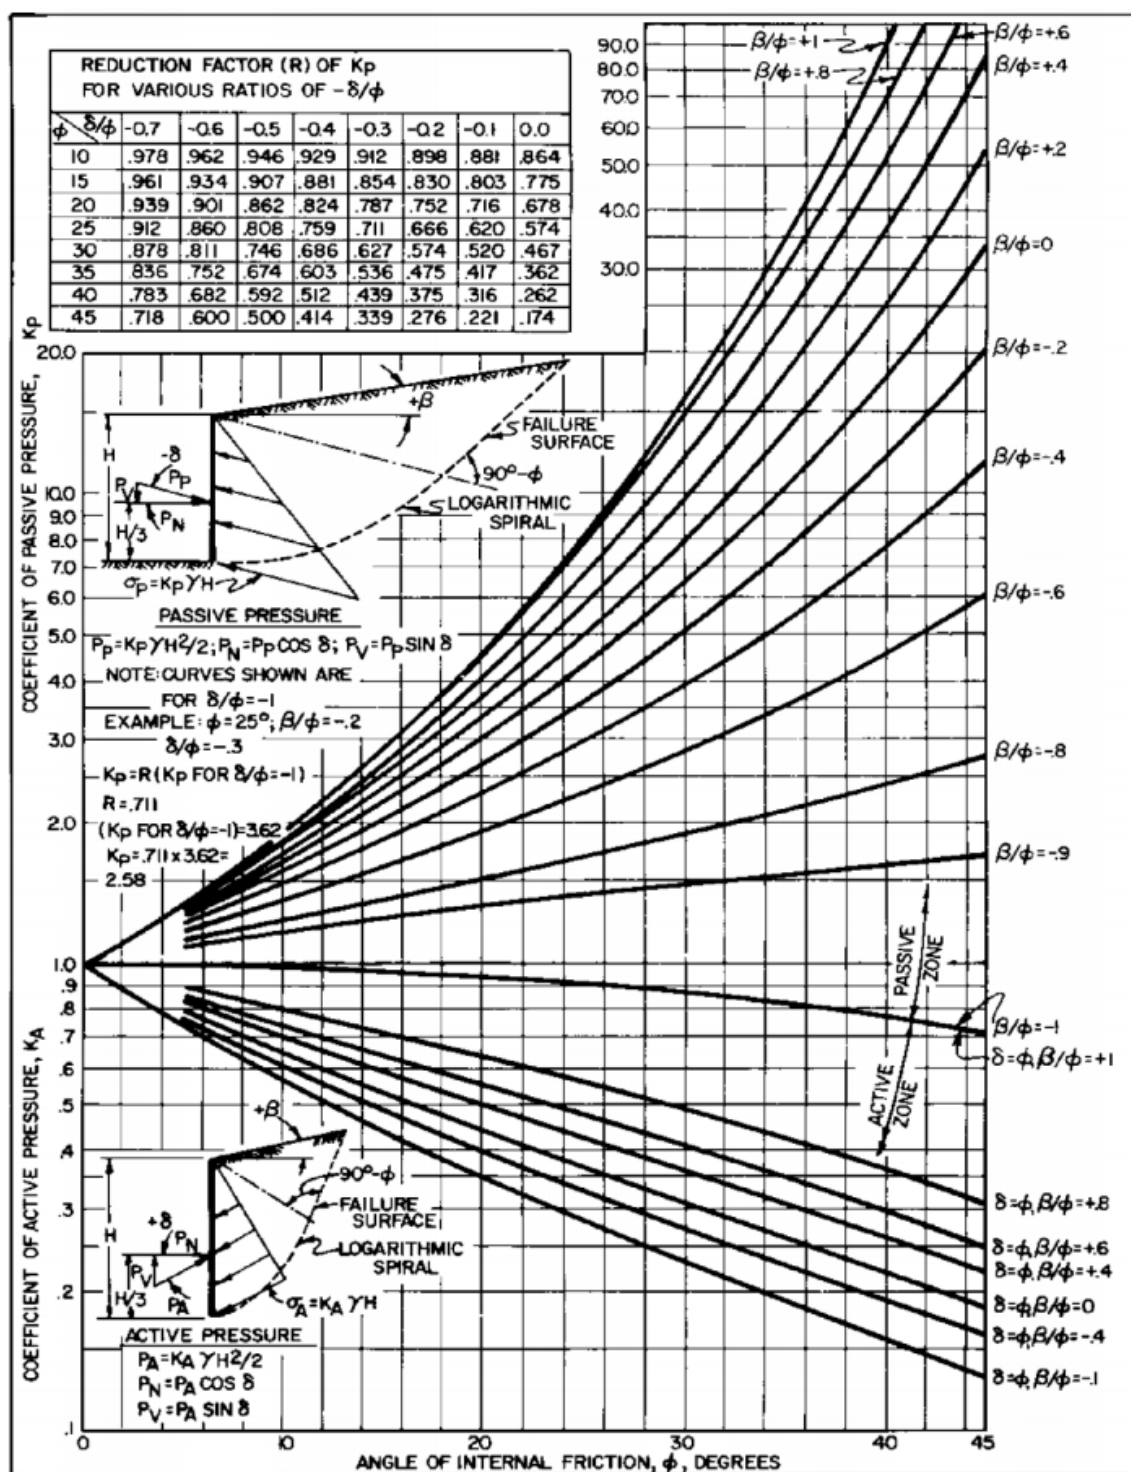 REDUCTION FACTOR (R) OF KP
FOR VARIOUS RATIOS OF -δ/ϕ
ϕ δ/ϕ -0.7 -0.6 -0.5 -0.4 -0.3 -0.2 -0.1 0.0
10 .978 .962 .946 .929 .912 .898 .881 .864
15 .961 .934 .907 .881 .854 .830 .803 .775
20 .939 .901 .862 .824 .787 .752 .716 .678
25 .912 .860 .808 .759 .711 .666 .620 .574
30 .878 .811 .746 .686 .627 .574 .520 .467
35 .836 .752 .674 .603 .536 .475 .417 .362
40 .783 .682 .592 .512 .439 .375 .316 .262
45 .718 .600 .500 .414 .339 .276 .221 .174
90.0
80.0
70.0
60.0
50.0
40.0
30.0
β/ϕ=+1
β/ϕ=+.8
β/ϕ=+.6
β/ϕ=+.4
β/ϕ=+.2
β/ϕ=0
β/ϕ=-.2
β/ϕ=-.4
β/ϕ=-.6
β/ϕ=-.8
β/ϕ=-.9
β/ϕ=-1
δ=ϕ,β/ϕ=+1
δ=ϕ,β/ϕ=+.8
δ=ϕ,β/ϕ=+.6
δ=ϕ,β/ϕ=+.4
δ=ϕ,β/ϕ=0
δ=ϕ,β/ϕ=-.4
δ=ϕ,β/ϕ=-.1
COEFFICIENT OF PASSIVE PRESSURE, KP
20.0
10.0
9.0
8.0
7.0
6.0
5.0
4.0
3.0
2.0
1.0
.9
.8
.7
.6
.5
.4
.3
.2
.1
COEFFICIENT OF ACTIVE PRESSURE, KA
+β
FAILURE
SURFACE
90°-ϕ
LOGARITHMIC
SPIRAL
H
-δ
PP
PV
PN
H/3
σP=KP γH
PASSIVE PRESSURE
PP=KP γH2/2; PN=PP COS δ; PV=PP SIN δ
NOTE: CURVES SHOWN ARE
FOR δ/ϕ=-1
EXAMPLE: ϕ=25°; β/ϕ=-.2
δ/ϕ=-.3
KP=R(KP FOR δ/ϕ=-1)
R=.711
(KP FOR δ/ϕ=-1)=3.62
KP=.711x3.62=
2.58
PASSIVE
ZONE
ACTIVE
ZONE
+β
90°-ϕ
FAILURE
SURFACE
LOGARITHMIC
SPIRAL
H
+δ
PN
PV
PA
H/3
σA=KA γH
ACTIVE PRESSURE
PA=KA γH2/2
PN=PA COS δ
PV=PA SIN δ
0 10 20 30 40 45
ANGLE OF INTERNAL FRICTION, ϕ, DEGREES